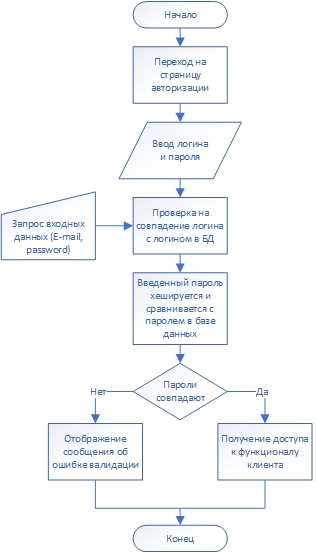 Начало
Переход на
страницу
авторизации
Ввод логина
и пароля
Запрос входных
данных (E-mail,
password)
Проверка на
совпадение логина
с логином в БД
Введенный пароль
хешируется и
сравнивается с
паролем в базе
данных
Пароли
совпадают
Нет
Да
Отображение
сообщения об
ошибке валидации
Получение доступа
к функционалу
клиента
Конец